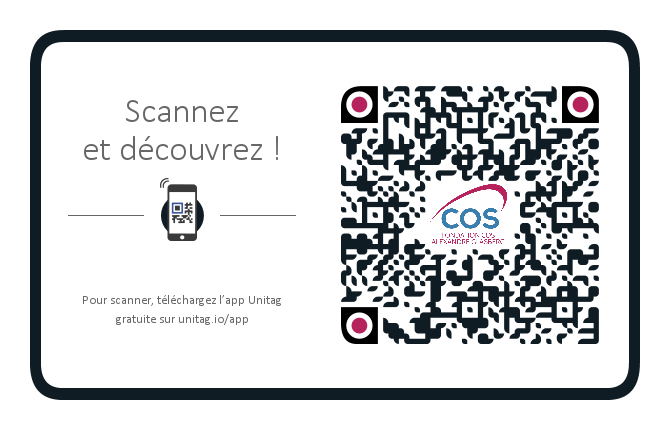 Scannez
et découvrez !
Pour scanner, téléchargez l'app Unitag
gratuite sur unitag.io/app
COS
FONDATION COS
ALEXANDRE GLASBERG